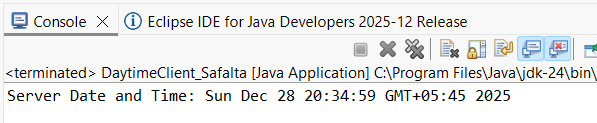 Console Eclipse IDE for Java Developers 2025-12 Release
<terminated> DaytimeClient_Safalta [Java Application] C:\Program Files\Java\jdk-24\bin\
Server Date and Time: Sun Dec 28 20:34:59 GMT+05:45 2025